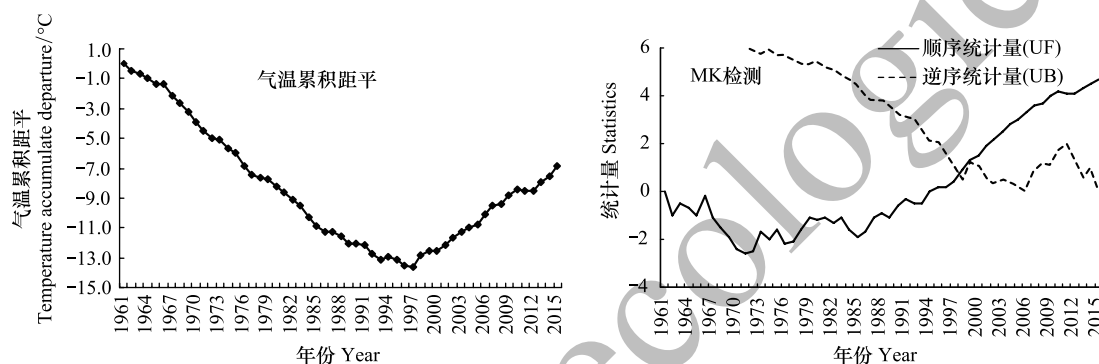 气温累积距平
Temperature accumulate departure/°C
1.0
-1.0
-3.0
-5.0
-7.0
-9.0
-11.0
-13.0
-15.0
气温累积距平
1961 1964 1967 1970 1973 1976 1979 1982 1985 1988 1991 1994 1997 2000 2003 2006 2009 2012 2015
年份 Year
统计量 Statistics
6
4
2
0
-2
-4
MK检测
顺序统计量(UF)
逆序统计量(UB)
1961 1964 1967 1970 1973 1976 1979 1982 1985 1988 1991 1994 1997 2000 2003 2006 2009 2012 2015
年份 Year
ecologic